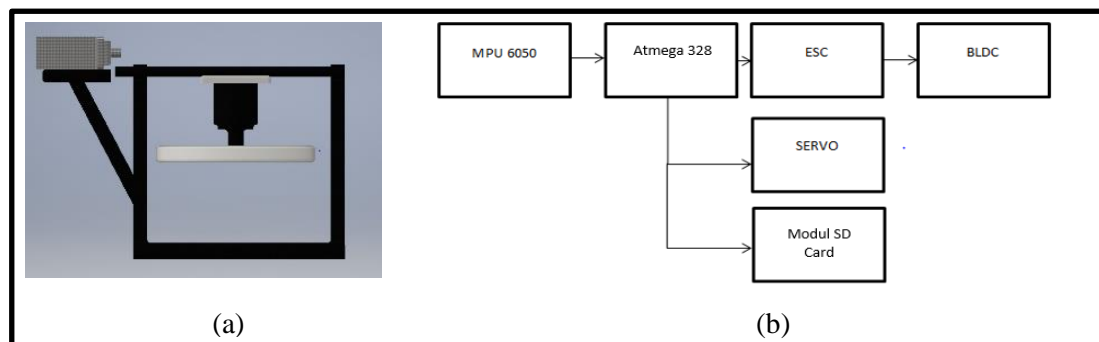 MPU 6050
Atmega 328
ESC
BLDC
SERVO
Modul SD
Card
(a)
(b)